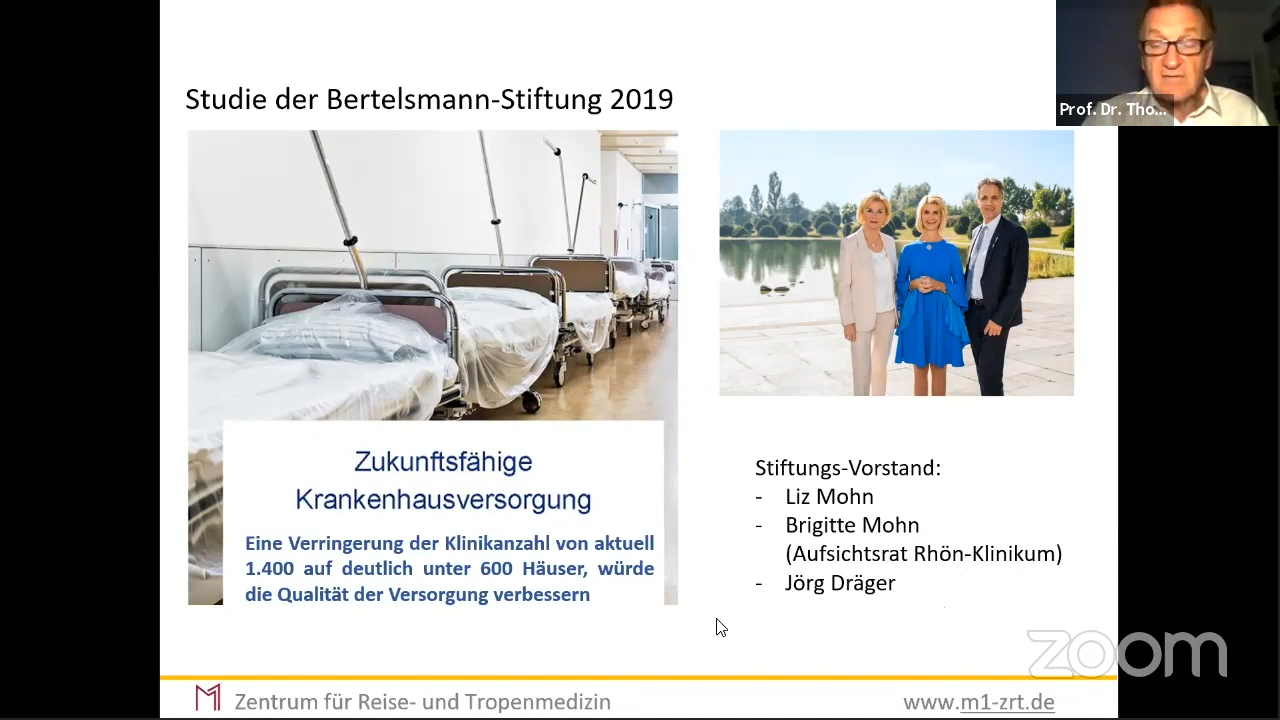 Prof. Dr. Tho...
Studie der Bertelsmann-Stiftung 2019
Zukunftsfähige
Krankenhausversorgung
Eine Verringerung der Klinikanzahl von aktuell
1.400 auf deutlich unter 600 Häuser, würde
die Qualität der Versorgung verbessern
Stiftungs-Vorstand:
- Liz Mohn
- Brigitte Mohn
(Aufsichtsrat Rhön-Klinikum)
- Jörg Dräger
zoom
M1 Zentrum für Reise- und Tropenmedizin
www.m1-zrt.de